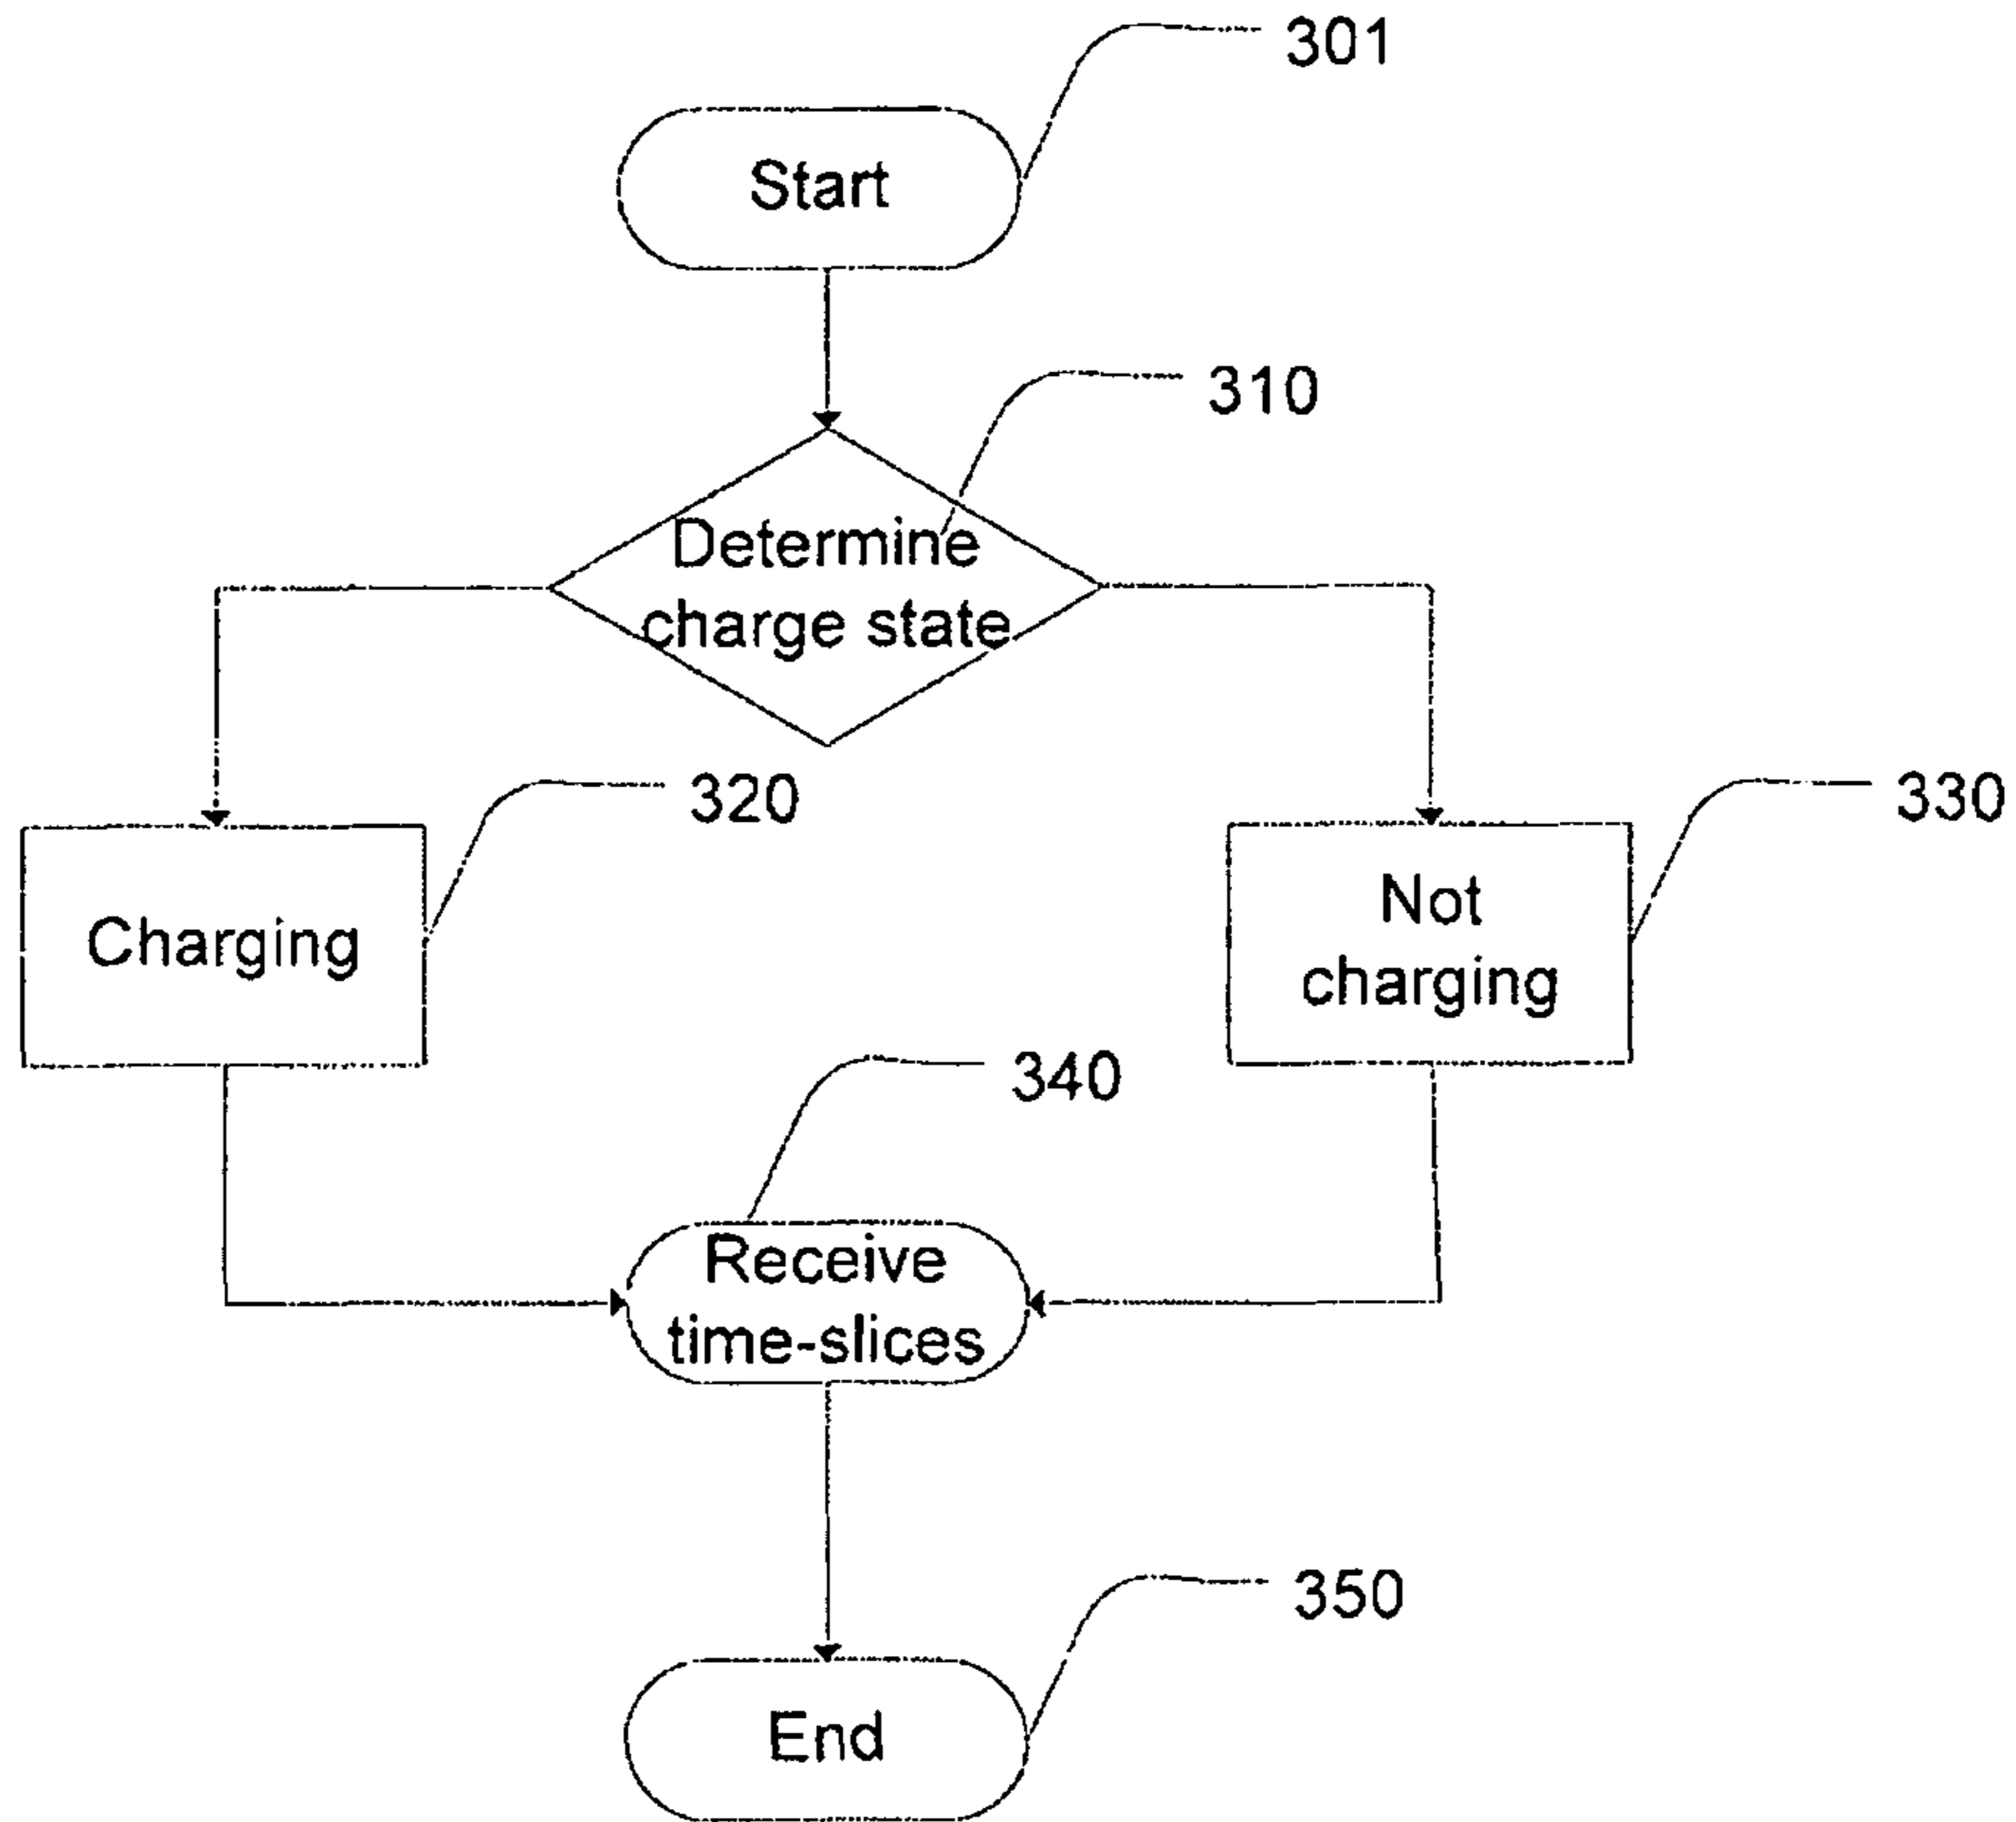 301
Start
310
Determine
charge state
320
330
Charging
Not
charging
340
Receive
time-slices
350
End